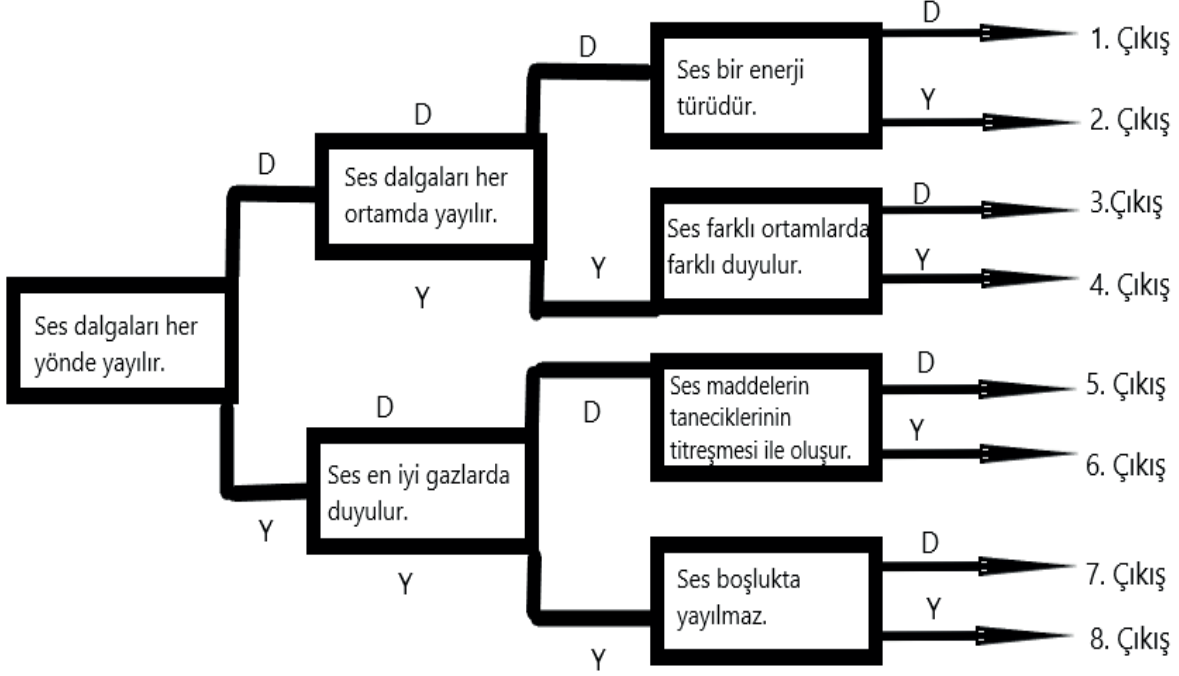 D
1. Çıkış
D
Ses bir enerji
türüdür.
Y
2. Çıkış
D
D
Ses dalgaları her
ortamda yayılır.
D
3.Çıkış
Ses farklı ortamlarda
farklı duyulur.
Y
Y
4. Çıkış
Y
Ses dalgaları her
yönde yayılır.
D
5. Çıkış
D
D
Ses maddelerin
taneciklerinin
titreşmesi ile oluşur.
Y
6. Çıkış
Ses en iyi gazlarda
duyulur.
Y
D
7. Çıkış
Y
Ses boşlukta
yayılmaz.
Y
8. Çıkış
Y